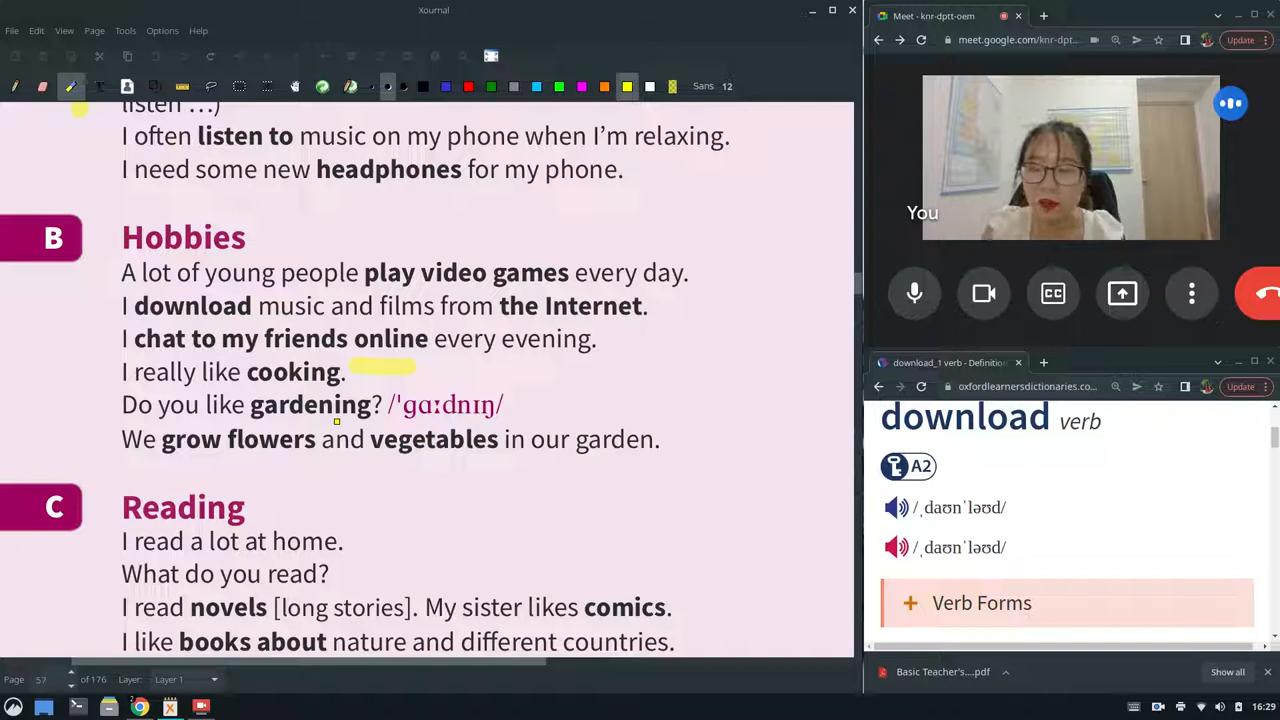 Xournal
File Edit View Page Tools Options Help
Sans 12
listen …)
I often listen to music on my phone when I'm relaxing.
I need some new headphones for my phone.
B Hobbies
A lot of young people play video games every day.
I download music and films from the Internet.
I chat to my friends online every evening.
I really like cooking.
Do you like gardening? /ˈɡɑːdnɪŋ/
We grow flowers and vegetables in our garden.
C Reading
I read a lot at home.
What do you read?
I read novels [long stories]. My sister likes comics.
I like books about nature and different countries.
Page 57 of 176 Layer: Layer 1
Meet - knr-dptt-oem
meet.google.com/knr-dpt... Update
You
CC
download_1 verb - Definition
oxfordlearnersdictionaries.co... Update
download verb
A2
/ˌdaʊnˈləʊd/
/ˌdaʊnˈləʊd/
+ Verb Forms
Basic Teacher's....pdf Show all
16:29